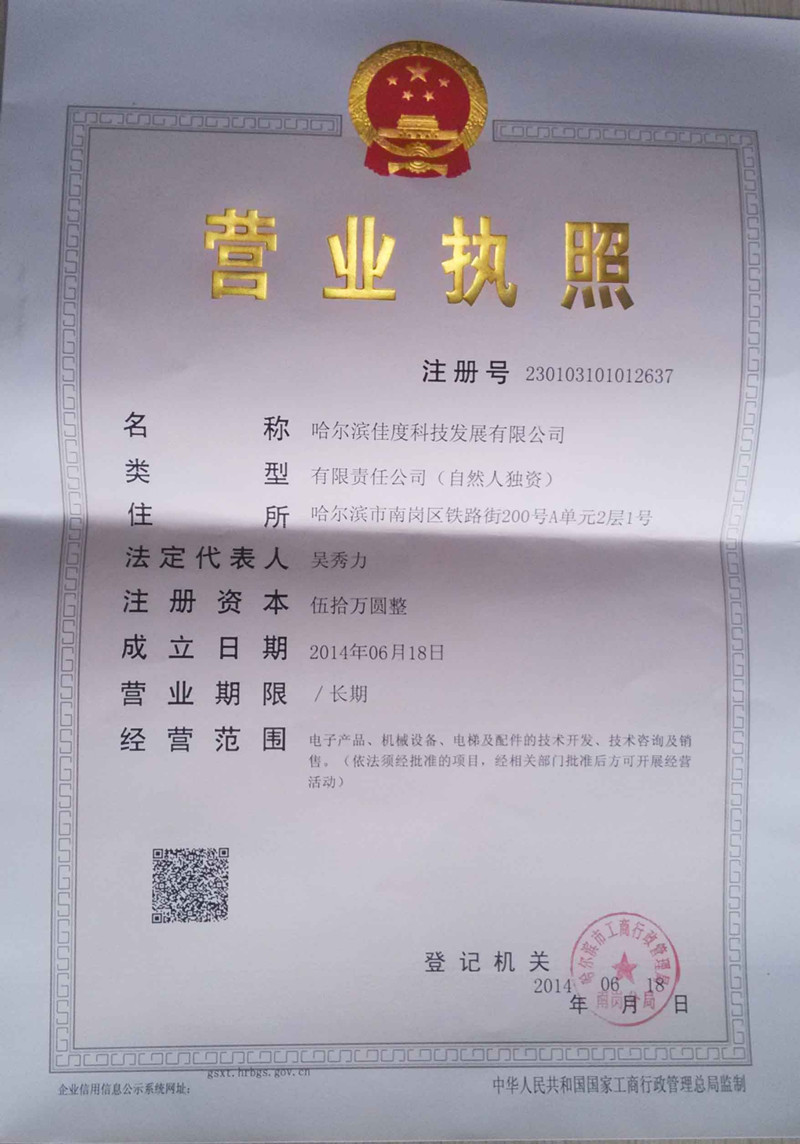 营业执照
注册号 230103101012637
名称 哈尔滨佳度科技发展有限公司
类型 有限责任公司（自然人独资）
住所 哈尔滨市南岗区铁路街200号A单元2层1号
法定代表人 吴秀力
注册资本 伍拾万圆整
成立日期 2014年06月18日
营业期限 / 长期
经营范围 电子产品、机械设备、电梯及配件的技术开发、技术咨询及销
售。（依法须经批准的项目，经相关部门批准后方可开展经营
活动）
哈尔滨市工商行政管理局
南岗分局
登记机关
2014年06月18日
企业信用信息公示系统网址： gsxt.hrbgs.gov.cn
中华人民共和国国家工商行政管理总局监制